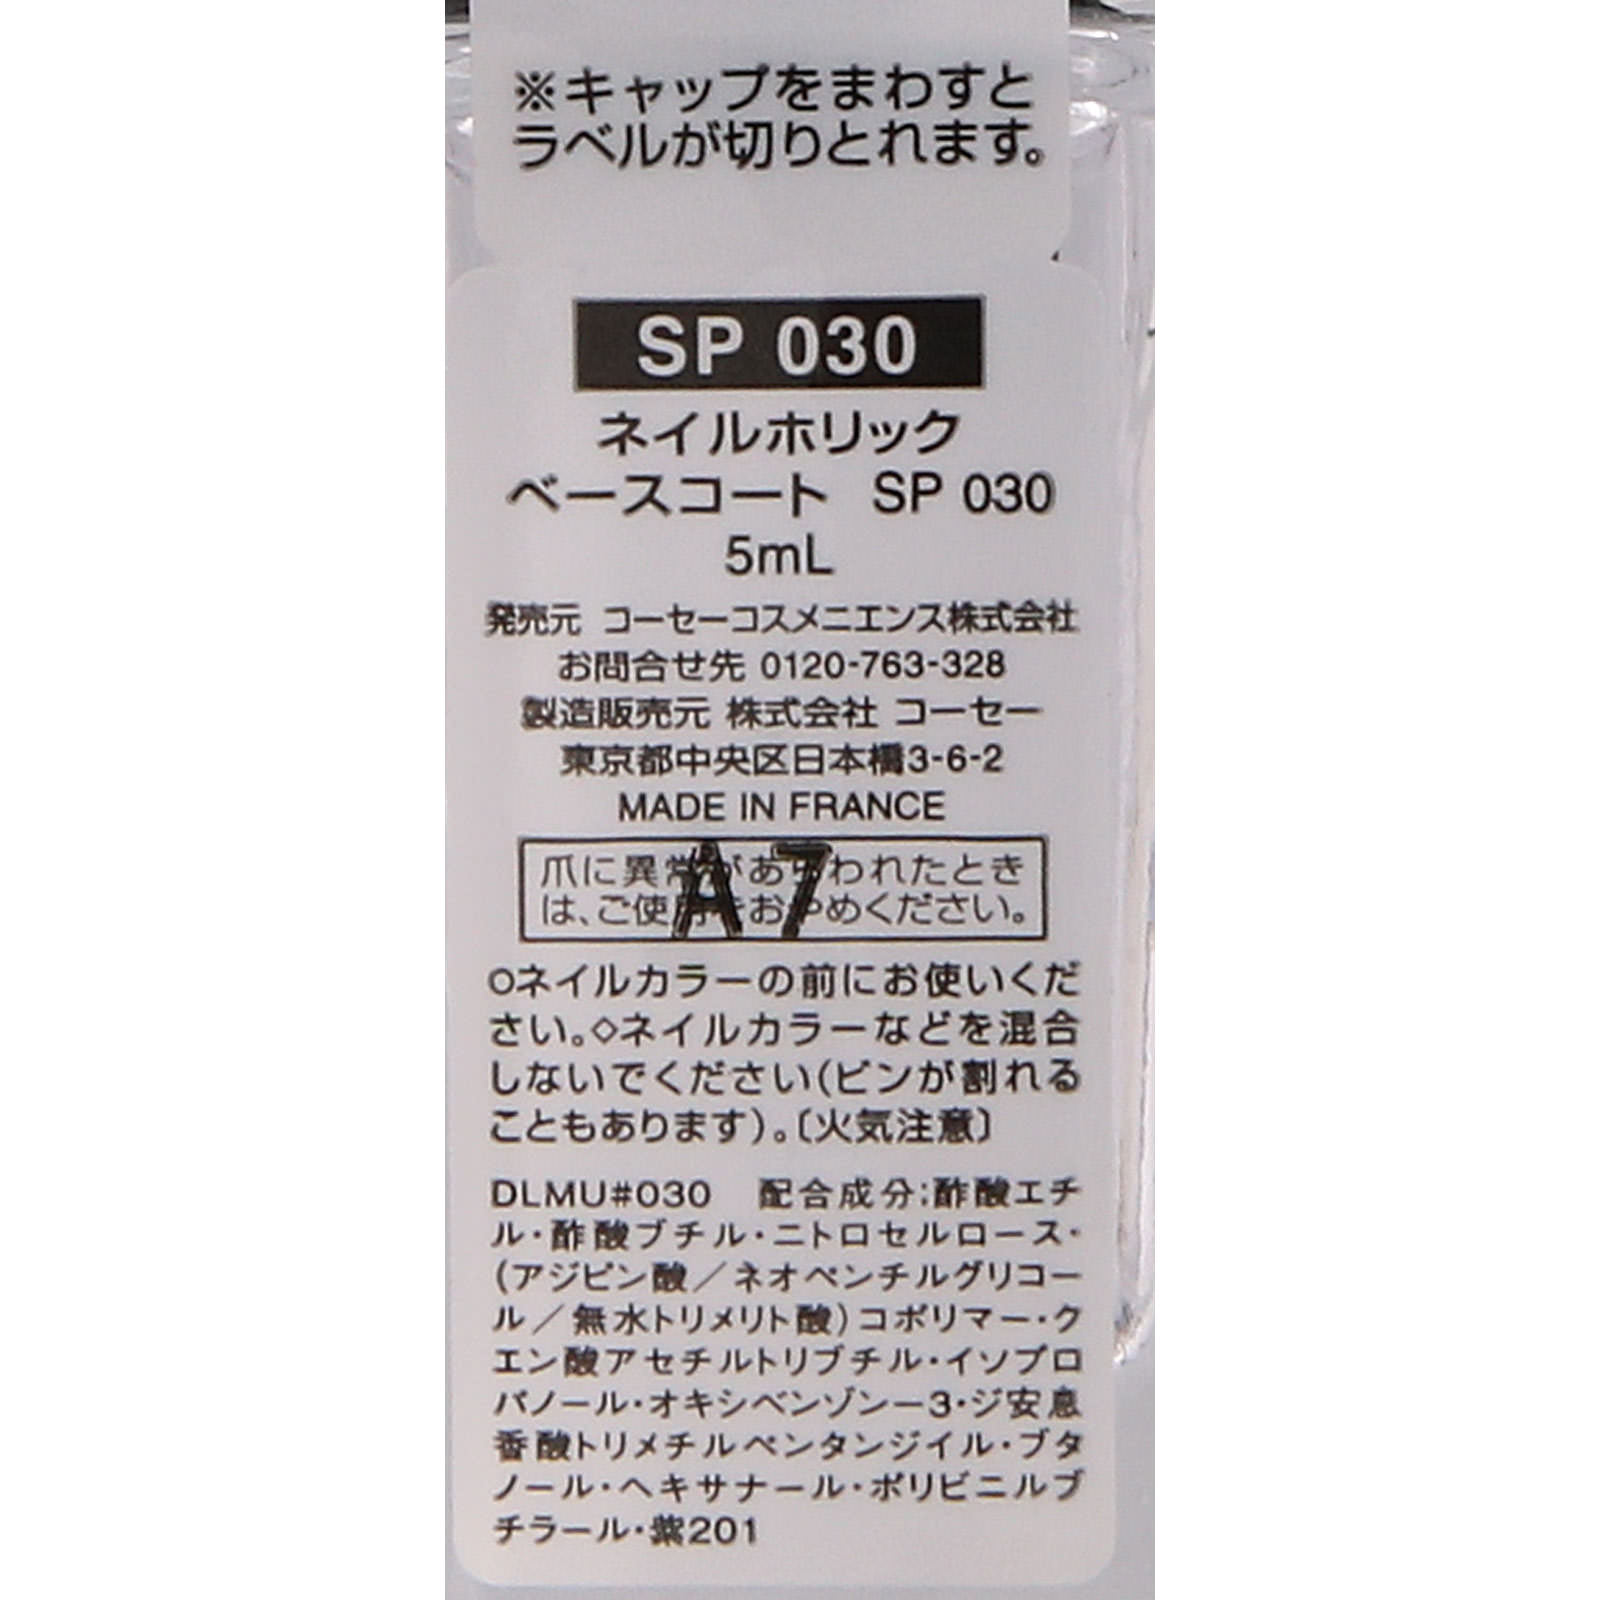 ※キャップをまわすと
ラベルが切りとれます。
SP 030
ネイルホリック
ベースコート SP 030
5mL
発売元 コーセーコスメニエンス株式会社
お問合せ先 0120-763-328
製造販売元 株式会社 コーセー
東京都中央区日本橋3-6-2
MADE IN FRANCE
爪に異常があらわれたとき
は、ご使用をおやめください。
A7
○ネイルカラーの前にお使いくだ
さい。◇ネイルカラーなどを混合
しないでください(ビンが割れる
こともあります)。〔火気注意〕
DLMU#030 配合成分;酢酸エチ
ル・酢酸ブチル・ニトロセルロース・
(アジピン酸/ネオペンチルグリコー
ル/無水トリメリト酸)コポリマー・ク
エン酸アセチルトリブチル・イソプロ
パノール・オキシベンゾン-3・ジ安息
香酸トリメチルペンタンジイル・ブタ
ノール・ヘキサナール・ポリビニルブ
チラール・紫201